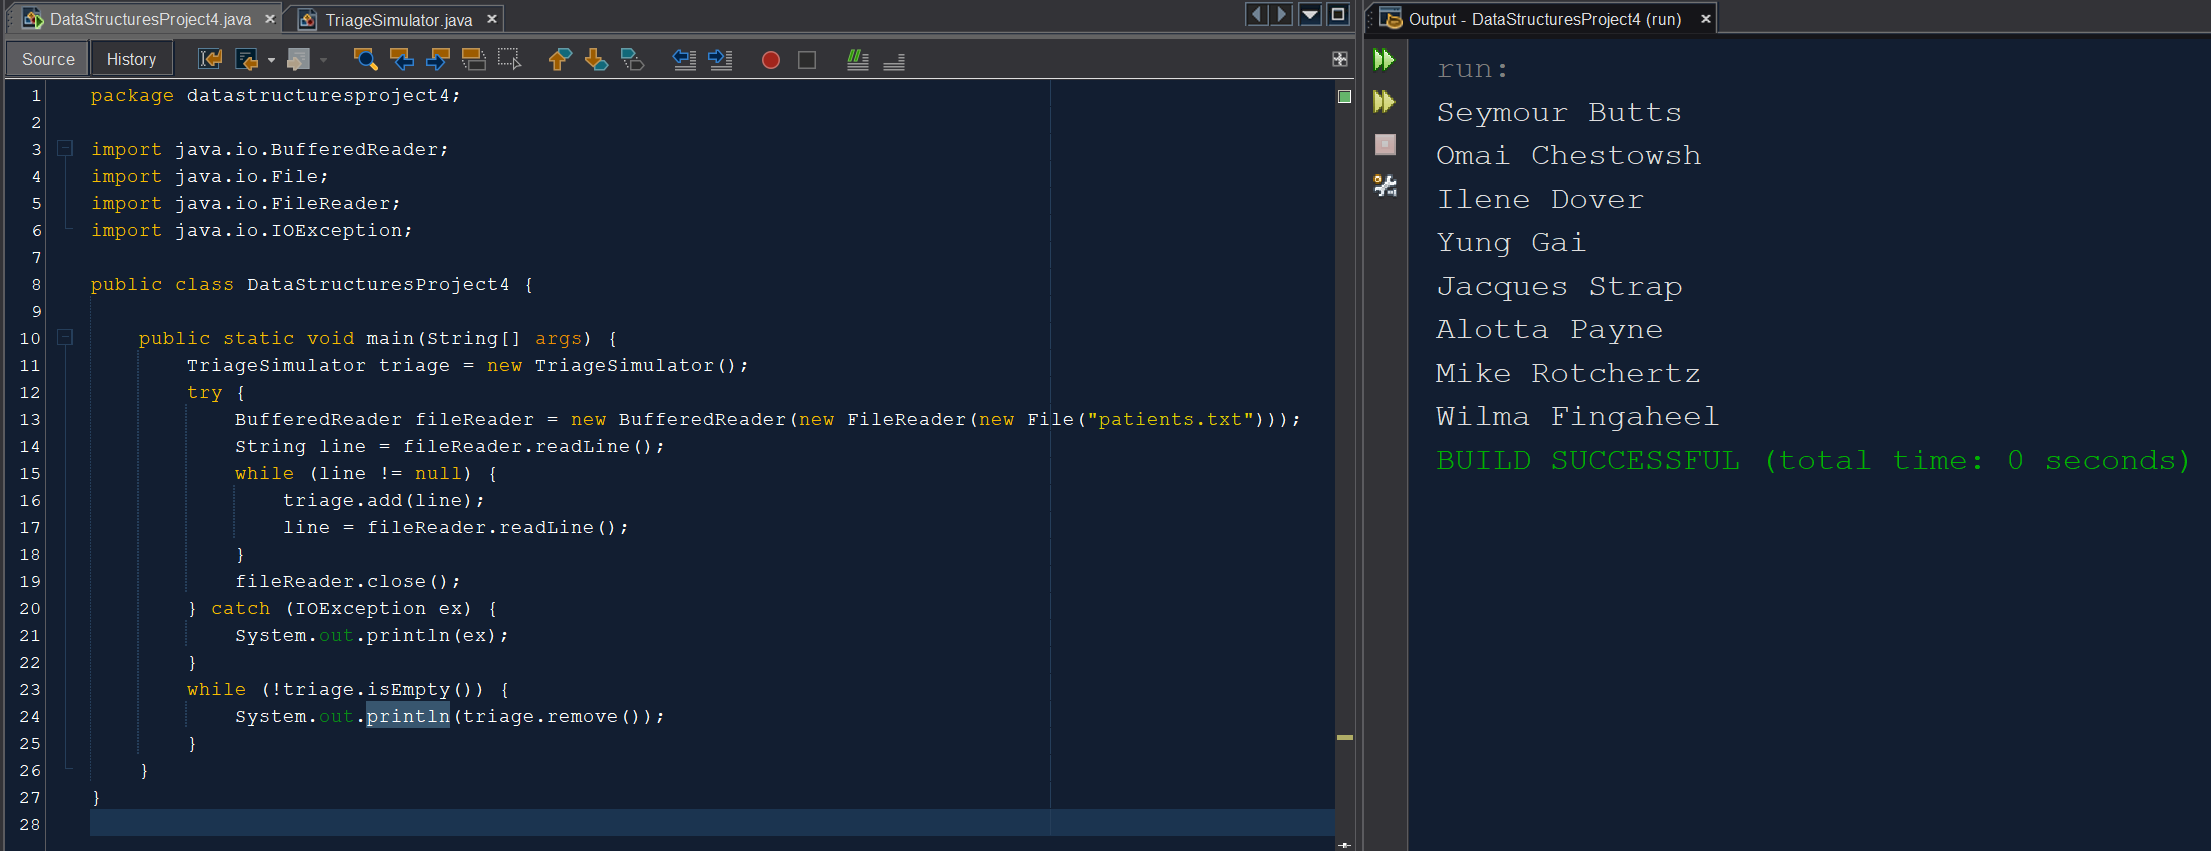 DataStructuresProject4.java
TriageSimulator.java
Source
History
1 package datastructuresproject4;
2
3 import java.io.BufferedReader;
4 import java.io.File;
5 import java.io.FileReader;
6 import java.io.IOException;
7
8 public class DataStructuresProject4 {
9
10 public static void main(String[] args) {
11 TriageSimulator triage = new TriageSimulator();
12 try {
13 BufferedReader fileReader = new BufferedReader(new FileReader(new File("patients.txt")));
14 String line = fileReader.readLine();
15 while (line != null) {
16 triage.add(line);
17 line = fileReader.readLine();
18 }
19 fileReader.close();
20 } catch (IOException ex) {
21 System.out.println(ex);
22 }
23 while (!triage.isEmpty()) {
24 System.out.println(triage.remove());
25 }
26 }
27 }
28
Output - DataStructuresProject4 (run)
run:
Seymour Butts
Omai Chestowsh
Ilene Dover
Yung Gai
Jacques Strap
Alotta Payne
Mike Rotchertz
Wilma Fingaheel
BUILD SUCCESSFUL (total time: 0 seconds)